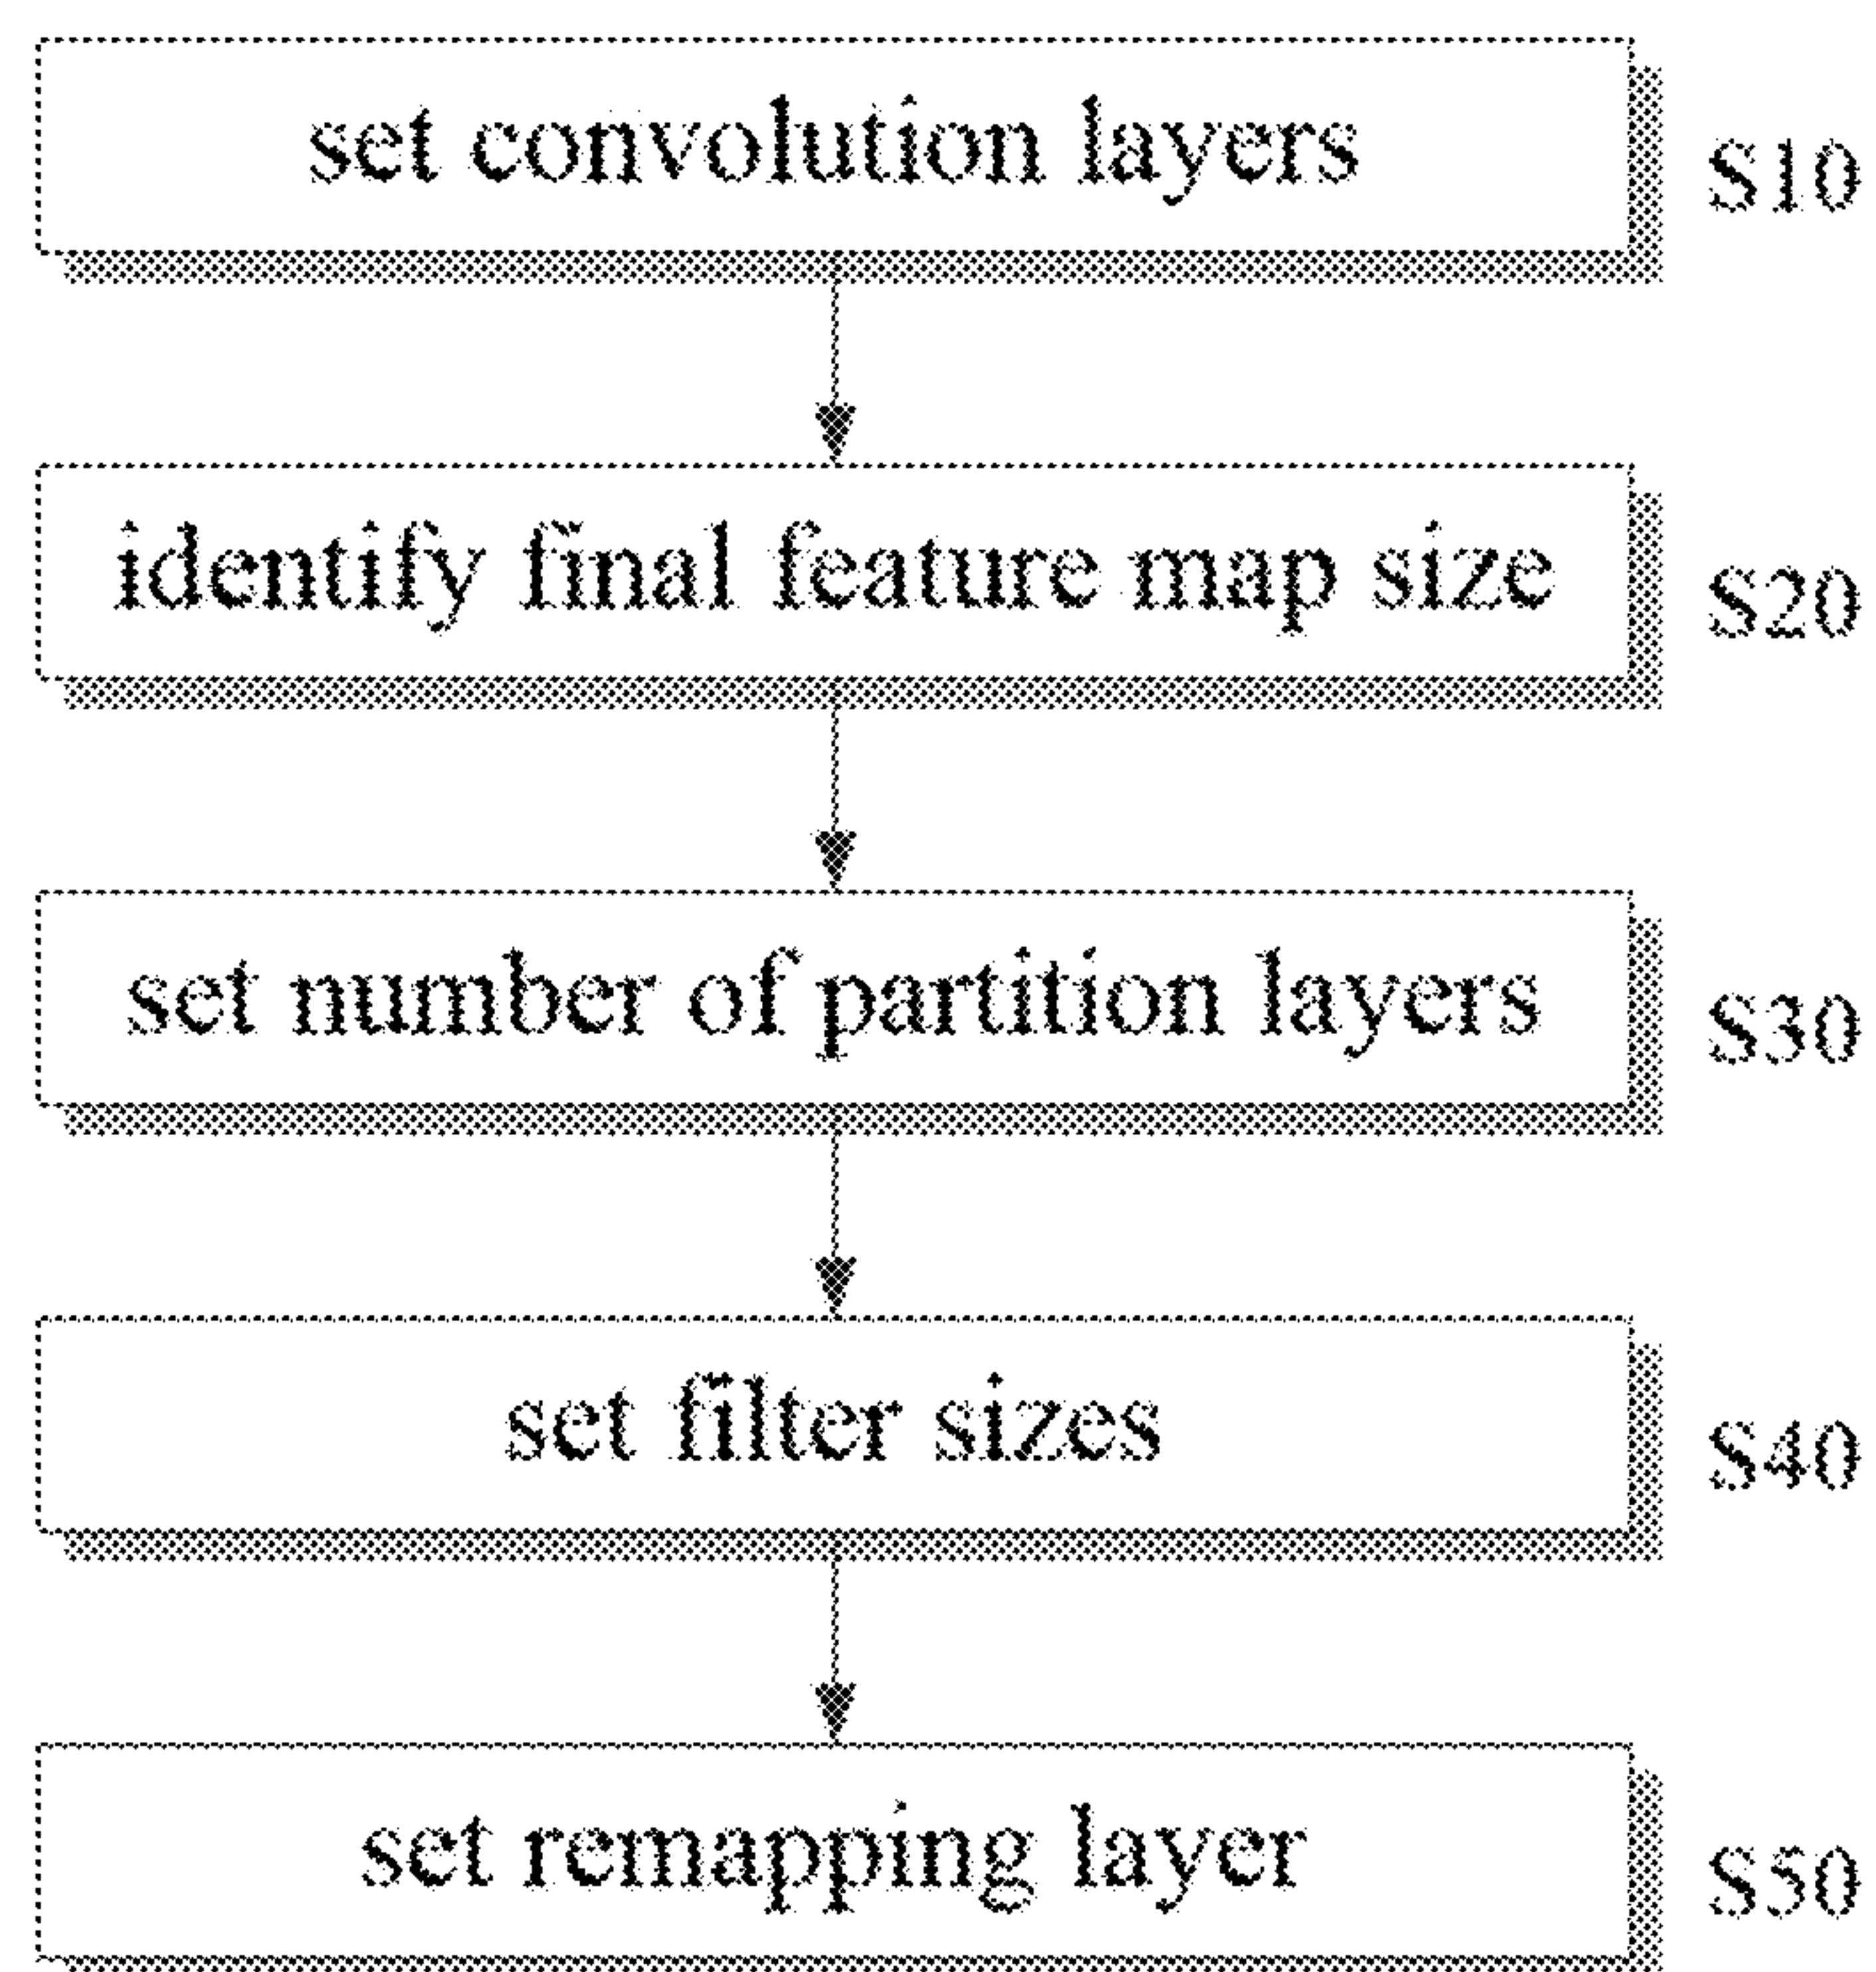 set convolution layers
S10
identify final feature map size
S20
set number of partition layers
S30
set filter sizes
S40
set remapping layer
S50